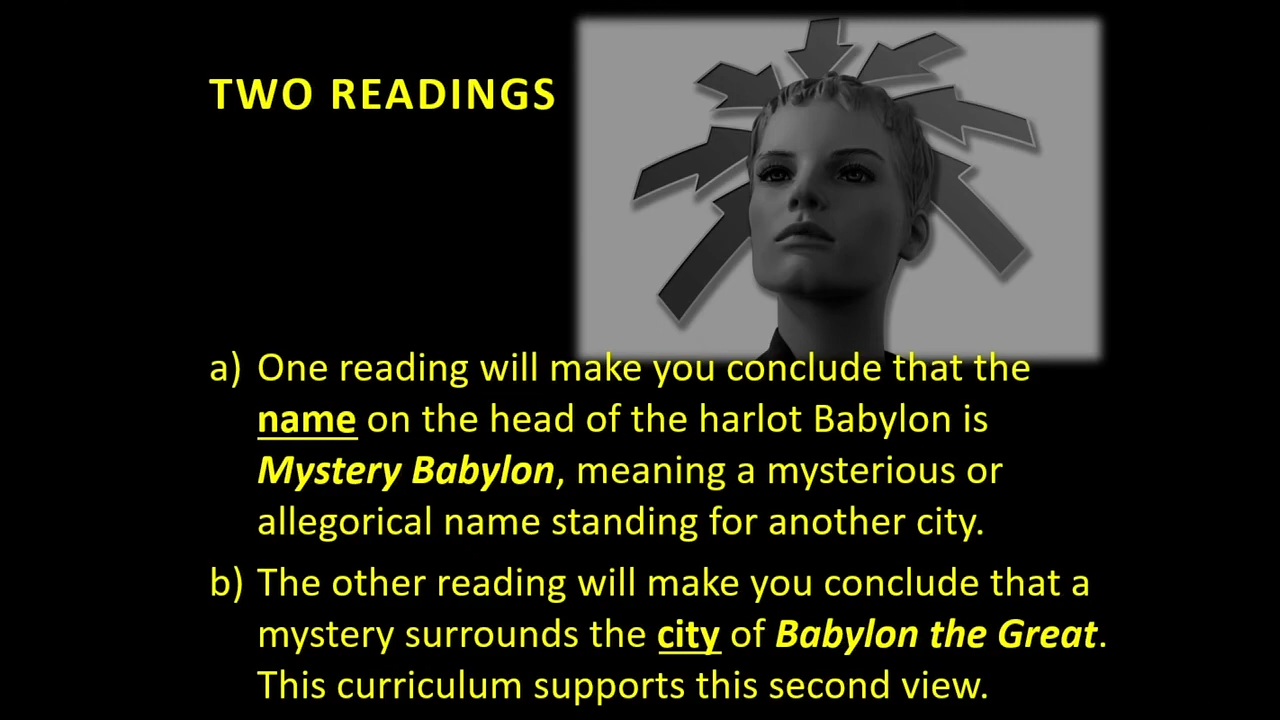 TWO READINGS
a) One reading will make you conclude that the
name on the head of the harlot Babylon is
Mystery Babylon, meaning a mysterious or
allegorical name standing for another city.
b) The other reading will make you conclude that a
mystery surrounds the city of Babylon the Great.
This curriculum supports this second view.